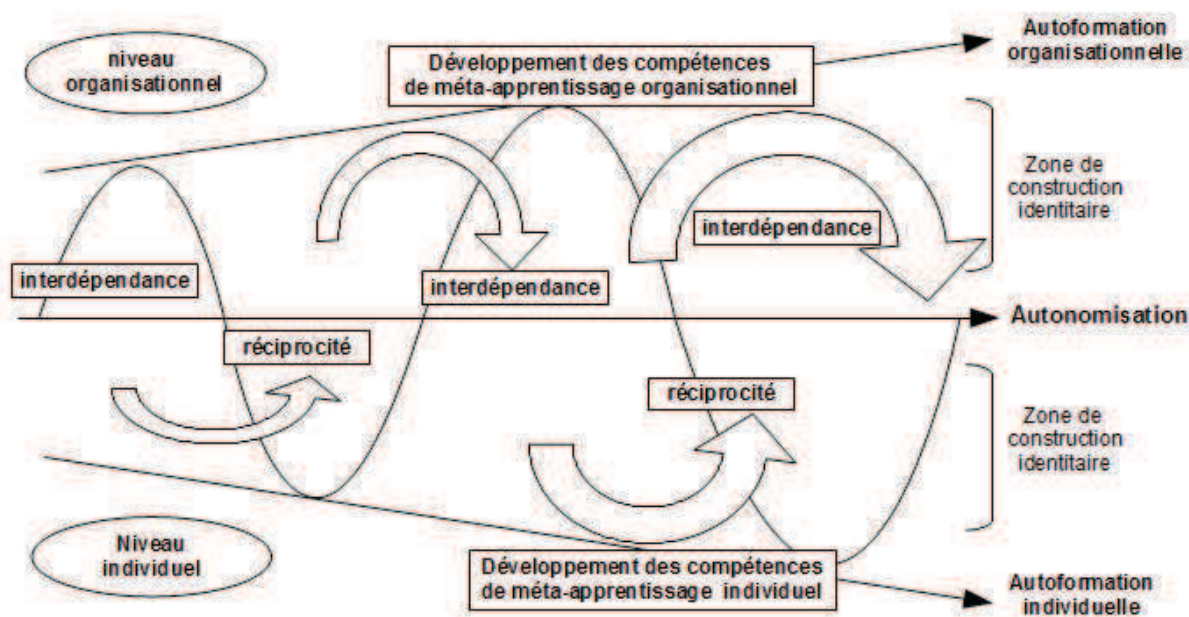 niveau
organisationnel
Développement des compétences
de méta-apprentissage organisationnel
Autoformation
organisationnelle
Zone de
construction
identitaire
interdépendance
interdépendance
interdépendance
Autonomisation
réciprocité
réciprocité
Zone de
construction
identitaire
Niveau
individuel
Développement des compétences
de méta-apprentissage individuel
Autoformation
individuelle